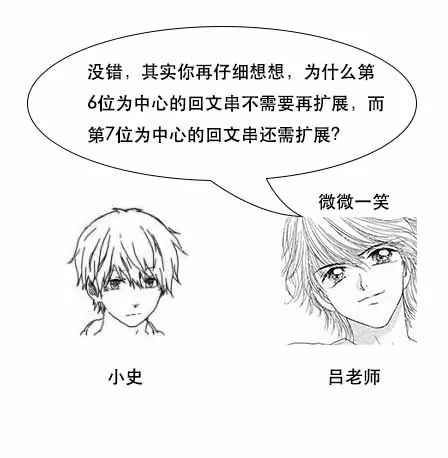 没错，其实你再仔细想想，为什么第
6位为中心的回文串不需要再扩展，而
第7位为中心的回文串还需扩展？
微微一笑
小史
吕老师